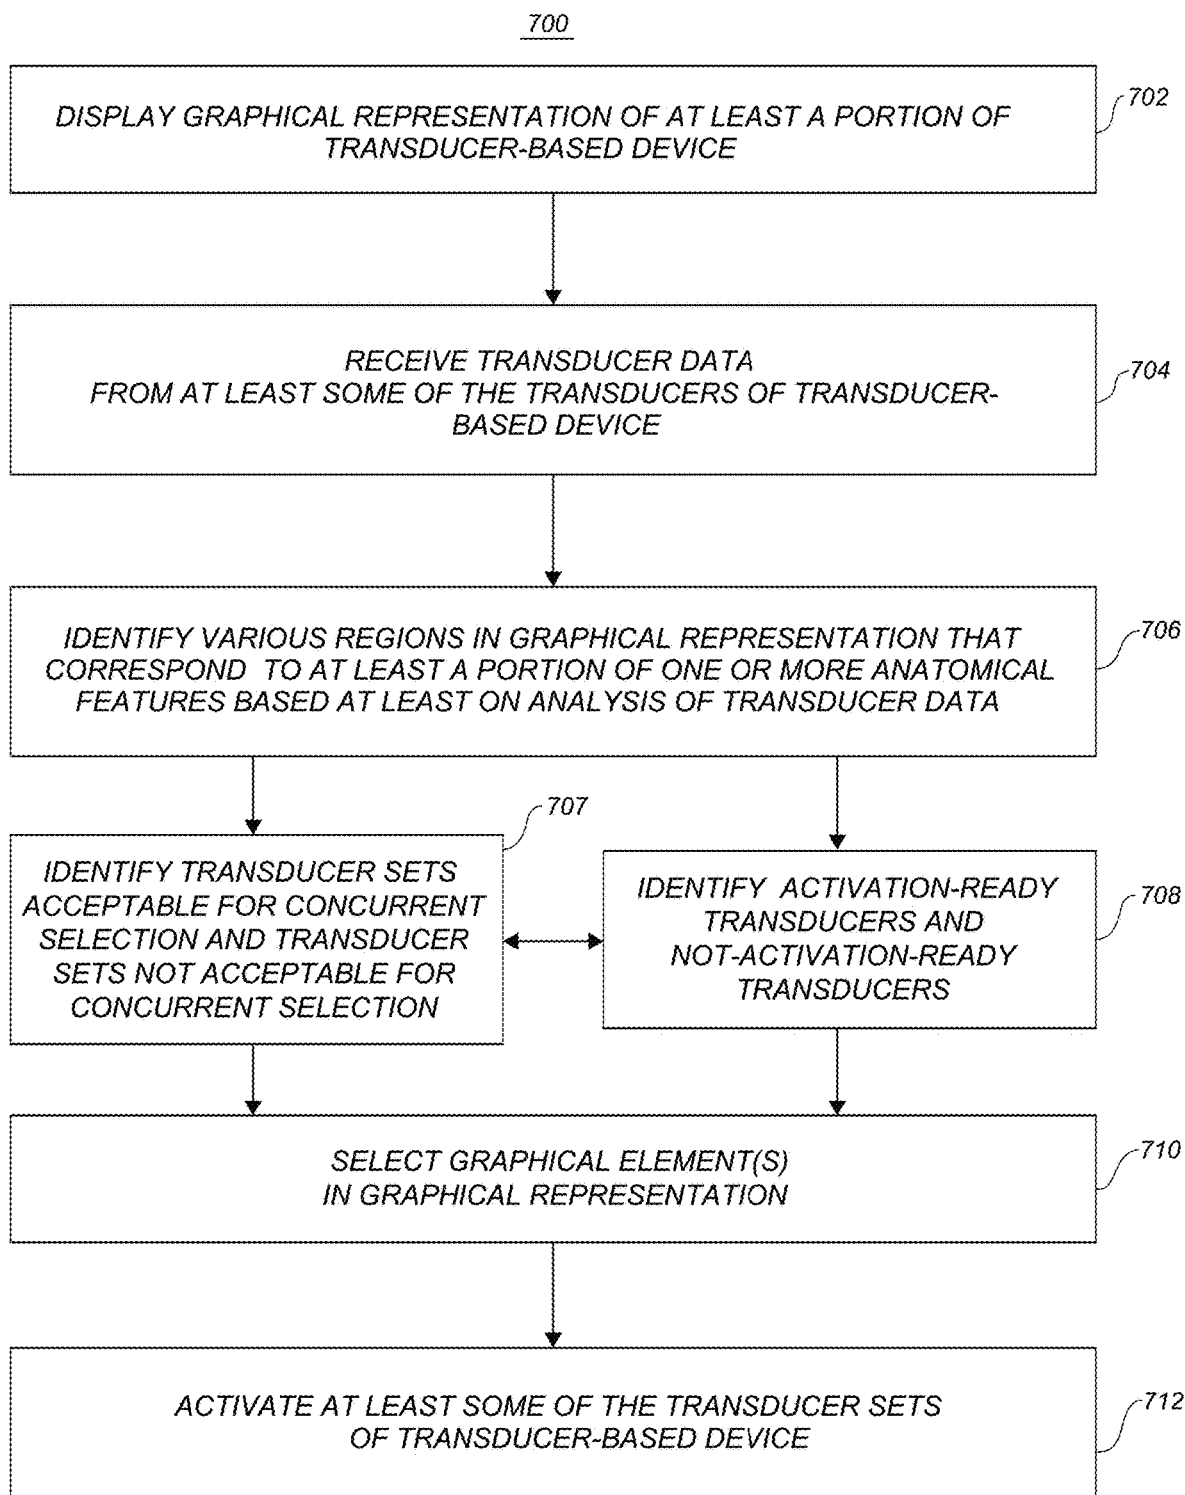 700
DISPLAY GRAPHICAL REPRESENTATION OF AT LEAST A PORTION OF
TRANSDUCER-BASED DEVICE
702
RECEIVE TRANSDUCER DATA
FROM AT LEAST SOME OF THE TRANSDUCERS OF TRANSDUCER-
BASED DEVICE
704
IDENTIFY VARIOUS REGIONS IN GRAPHICAL REPRESENTATION THAT
CORRESPOND TO AT LEAST A PORTION OF ONE OR MORE ANATOMICAL
FEATURES BASED AT LEAST ON ANALYSIS OF TRANSDUCER DATA
706
707
IDENTIFY TRANSDUCER SETS
ACCEPTABLE FOR CONCURRENT
SELECTION AND TRANSDUCER
SETS NOT ACCEPTABLE FOR
CONCURRENT SELECTION
IDENTIFY ACTIVATION-READY
TRANSDUCERS AND
NOT-ACTIVATION-READY
TRANSDUCERS
708
SELECT GRAPHICAL ELEMENT(S)
IN GRAPHICAL REPRESENTATION
710
ACTIVATE AT LEAST SOME OF THE TRANSDUCER SETS
OF TRANSDUCER-BASED DEVICE
712